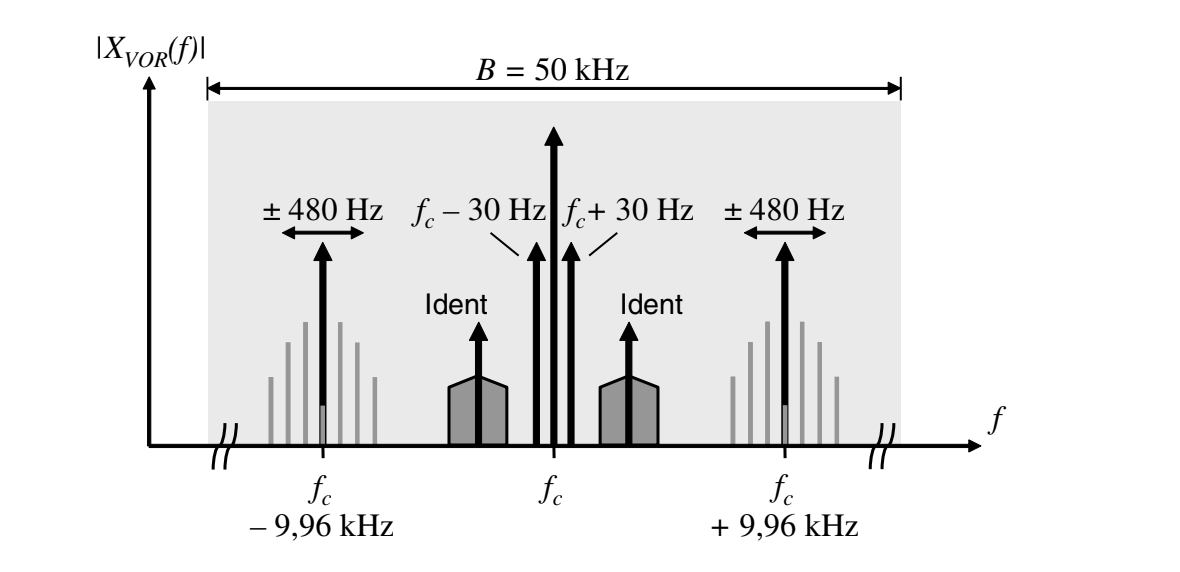 |X_VOR(f)|
B = 50 kHz
± 480 Hz f_c – 30 Hz f_c + 30 Hz ± 480 Hz
Ident Ident
f
f_c f_c f_c
– 9,96 kHz + 9,96 kHz